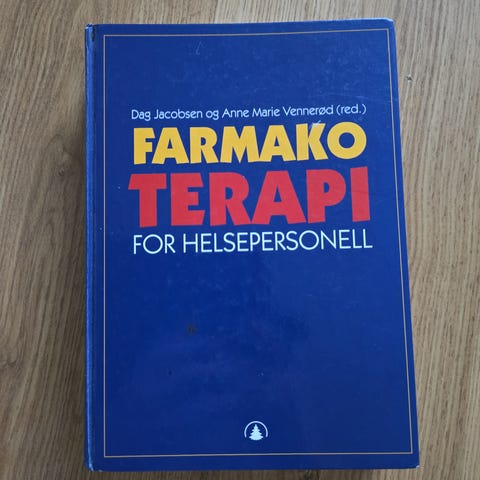 Dag Jacobsen og Anne Marie Vennerød (red.)
FARMAKO
TERAPI
FOR HELSEPERSONELL